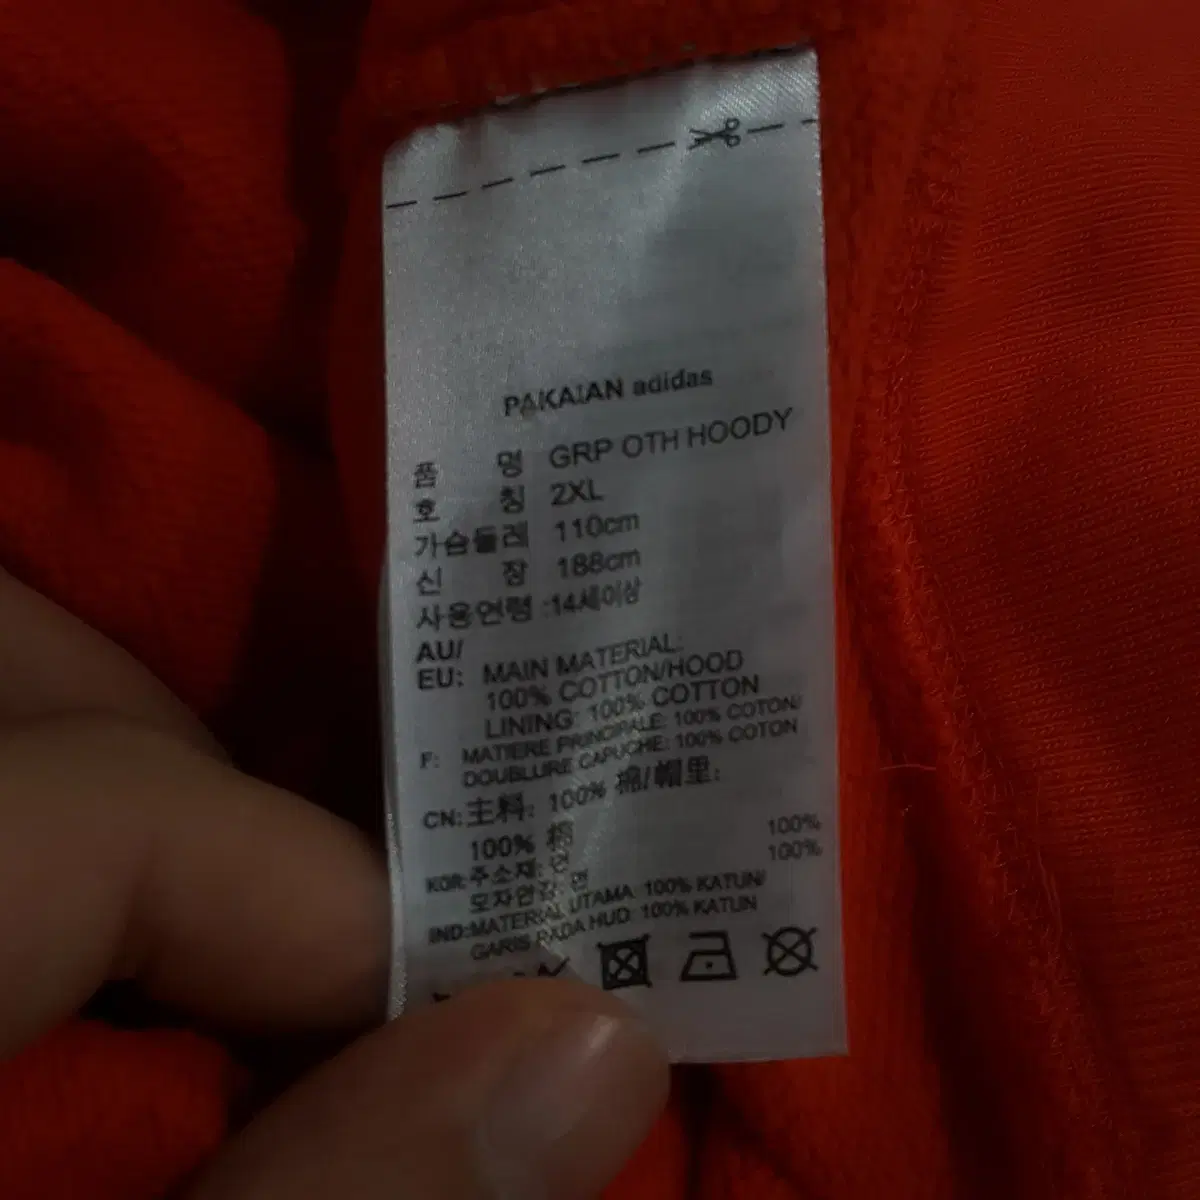 PAKAIAN adidas
품 명 GRP OTH HOODY
호 칭 2XL
가슴둘레 110cm
신 장 188cm
사용연령 :14세이상
AU/
EU: MAIN MATERIAL:
100% COTTON/HOOD
LINING: 100% COTTON
F: MATIERE PRINCIPALE: 100% COTON/
DOUBLURE CAPUCHE: 100% COTON
CN:主料: 100% 棉/帽里:
100% 棉
KOR:주소재: 면 100%
모자안감: 면 100%
IND:MATERIAL UTAMA: 100% KATUN/
GARIS PADA HUD: 100% KATUN